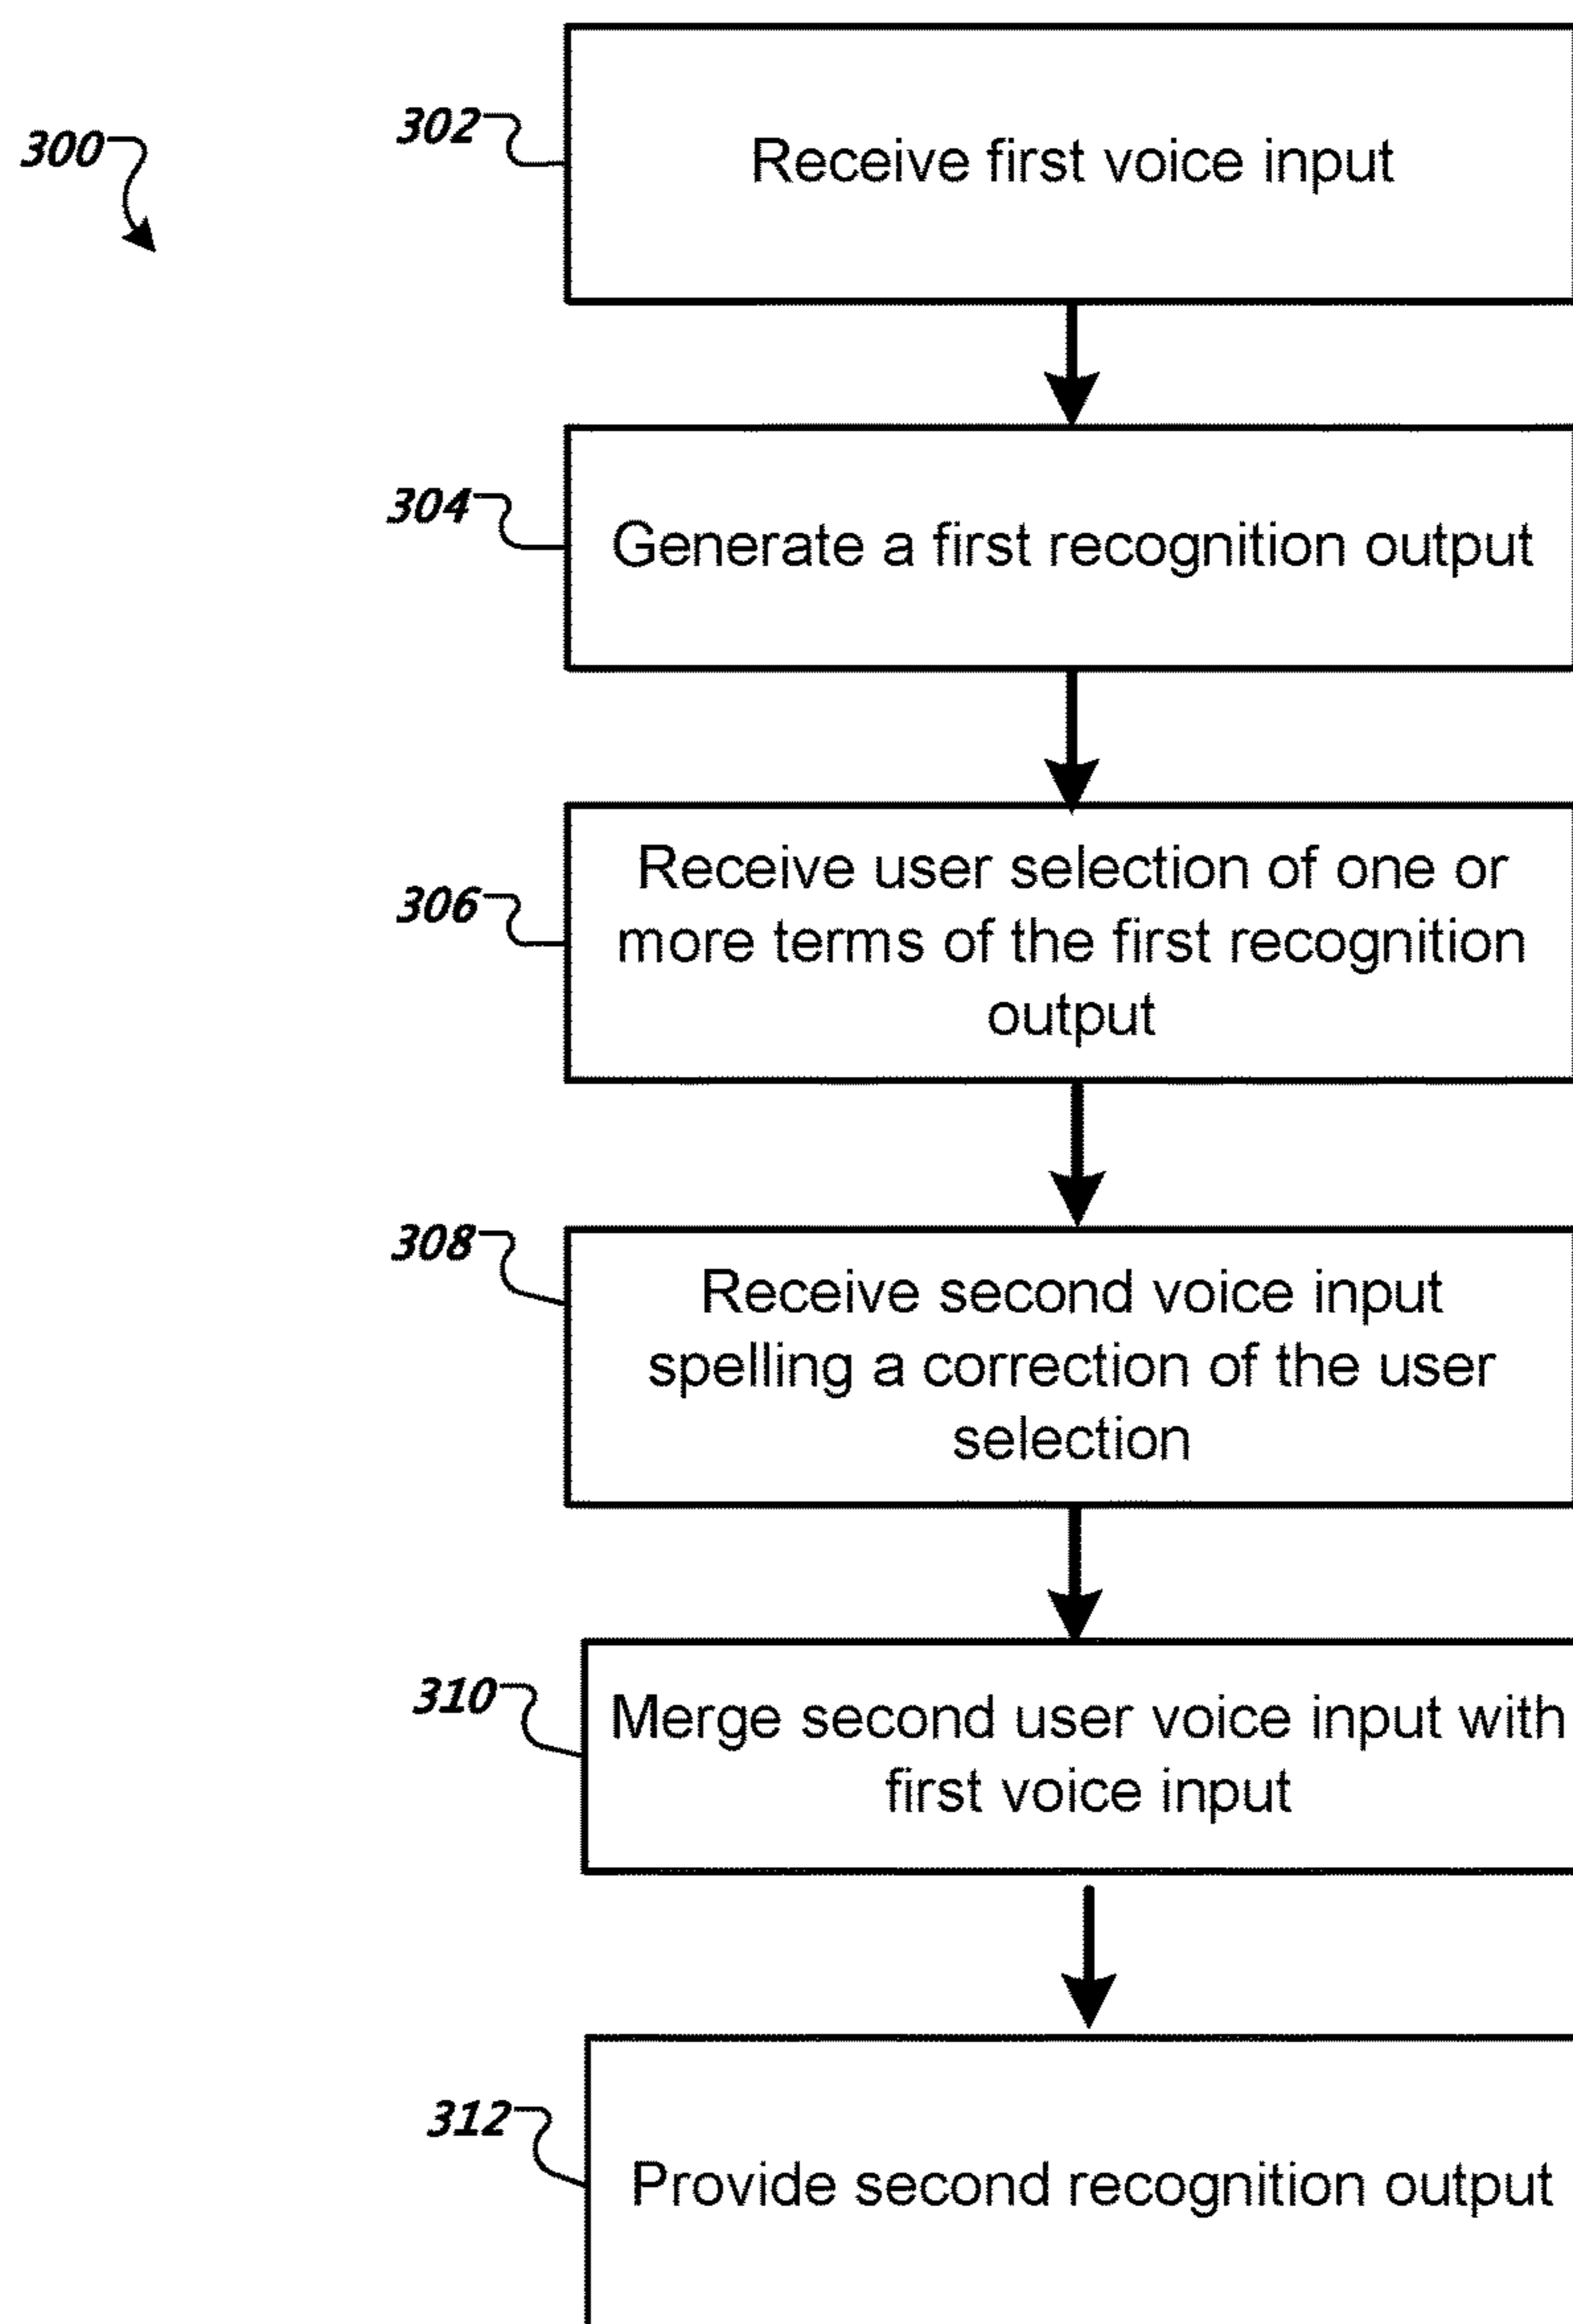 300
302
Receive first voice input
304
Generate a first recognition output
306
Receive user selection of one or
more terms of the first recognition
output
308
Receive second voice input
spelling a correction of the user
selection
310
Merge second user voice input with
first voice input
312
Provide second recognition output